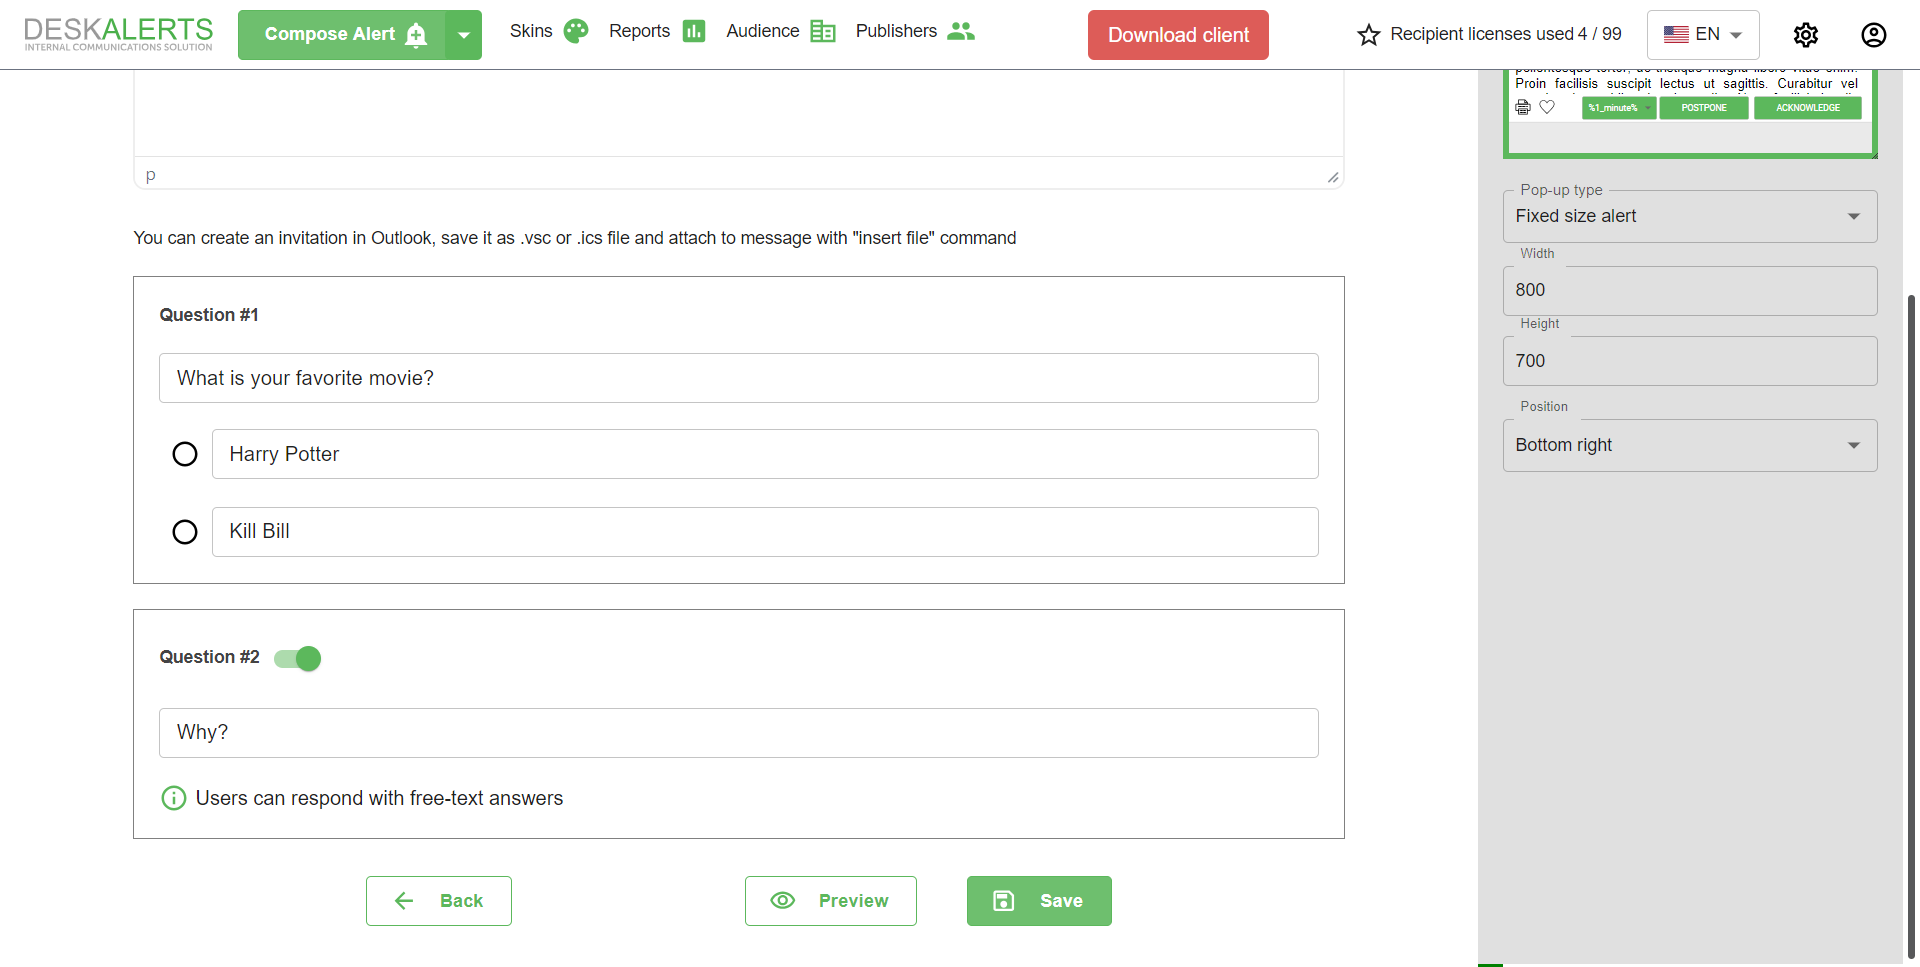 DESKALERTS
INTERNAL COMMUNICATIONS SOLUTION
Compose Alert
Skins
Reports
Audience
Publishers
Download client
Recipient licenses used 4 / 99
EN
Proin facilisis suscipit lectus ut sagittis. Curabitur vel
%1_minute%
POSTPONE
ACKNOWLEDGE
p
Pop-up type
Fixed size alert
You can create an invitation in Outlook, save it as .vsc or .ics file and attach to message with "insert file" command
Width
800
Height
700
Position
Bottom right
Question #1
What is your favorite movie?
Harry Potter
Kill Bill
Question #2
Why?
Users can respond with free-text answers
Back
Preview
Save